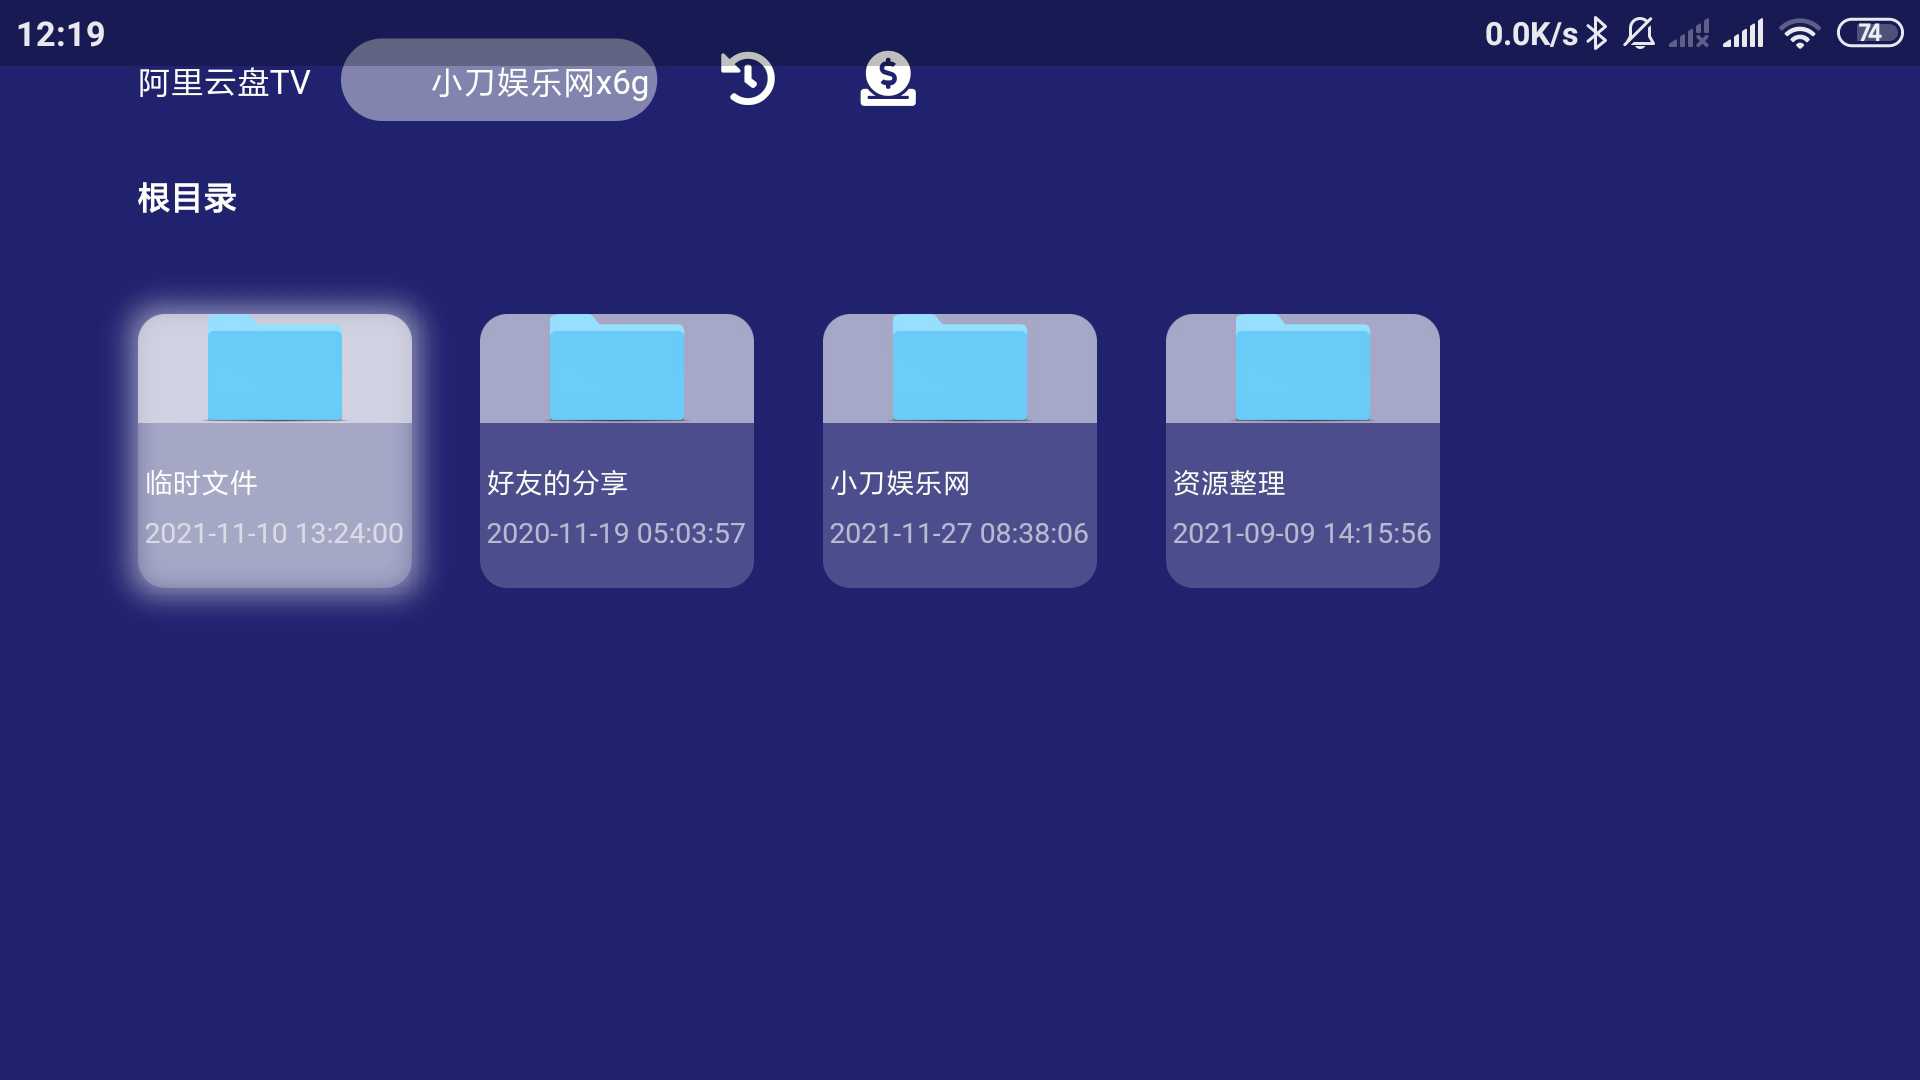 12:19
0.0K/s
74
阿里云盘TV
小刀娱乐网x6g
根目录
临时文件
2021-11-10 13:24:00
好友的分享
2020-11-19 05:03:57
小刀娱乐网
2021-11-27 08:38:06
资源整理
2021-09-09 14:15:56